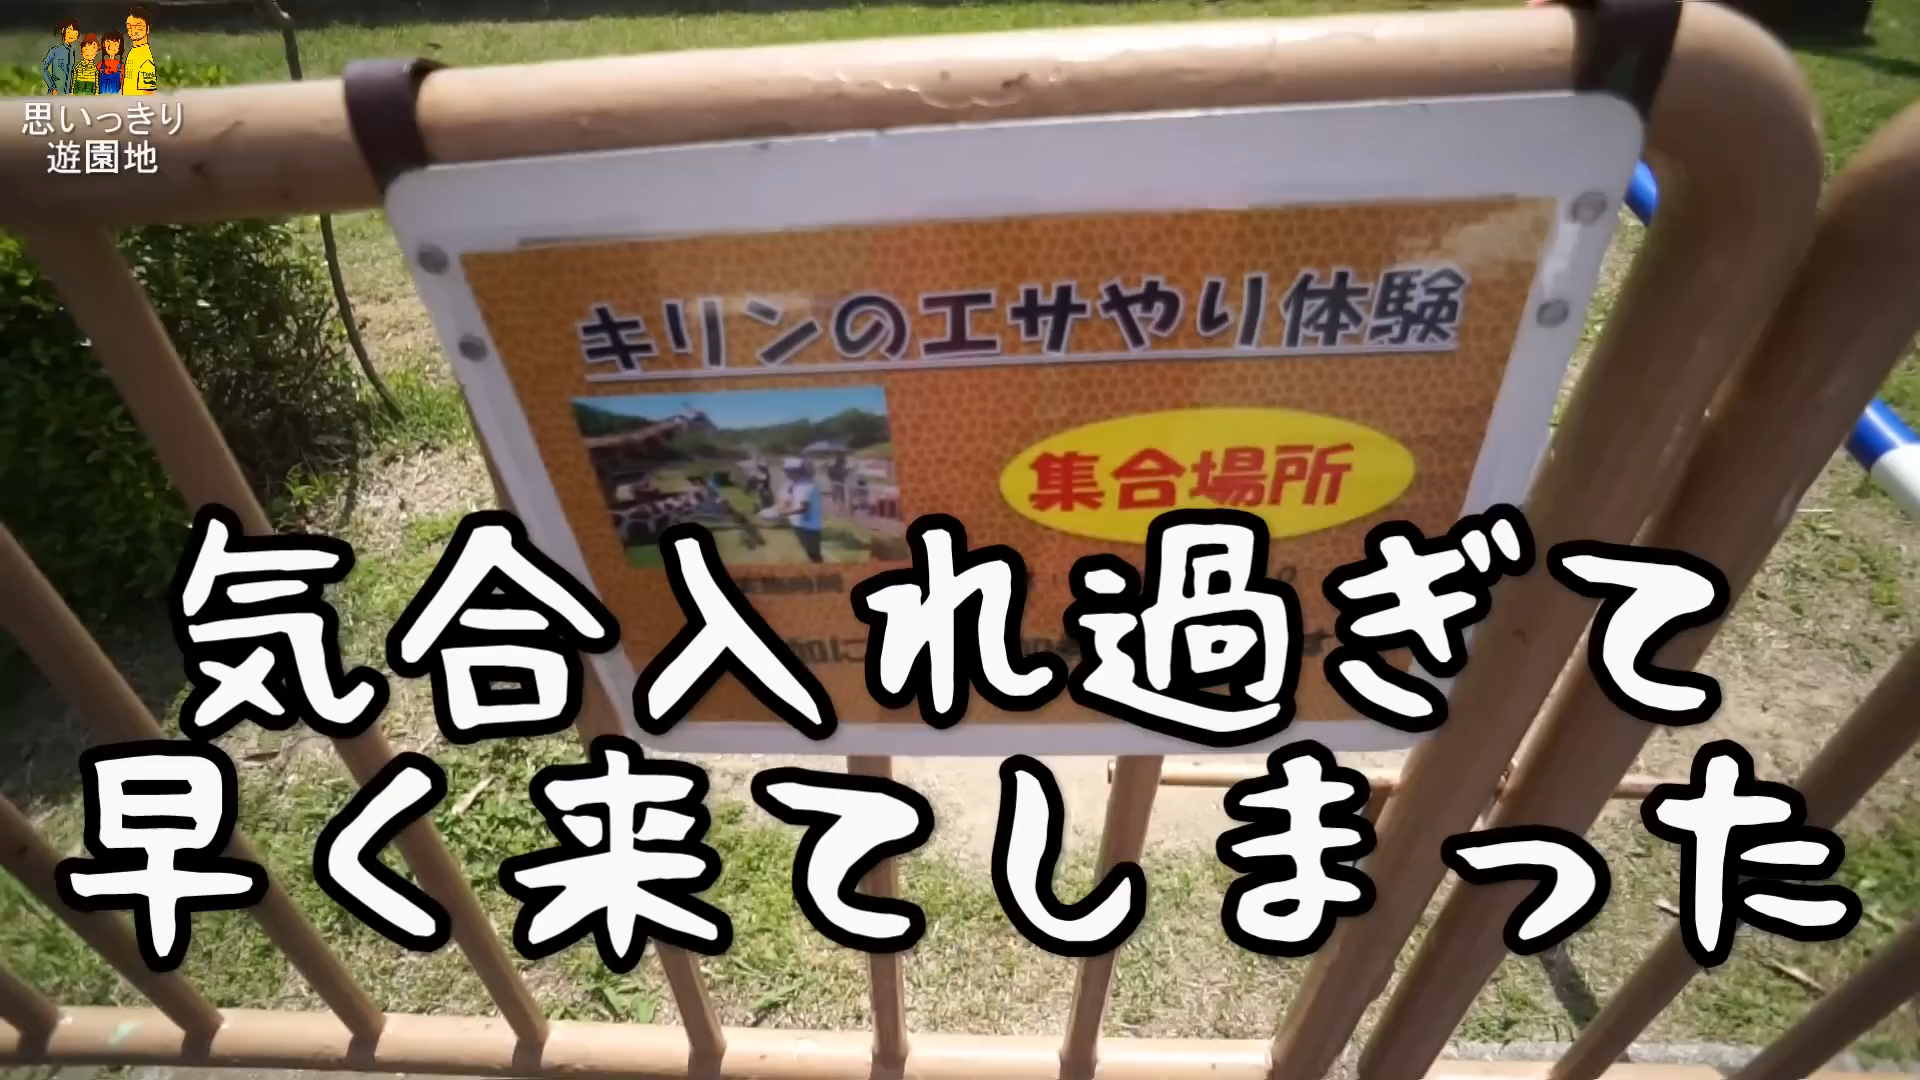 思いっきり
遊園地
キリンのエサやり体験
集合場所
気合入れ過ぎて
早く来てしまった